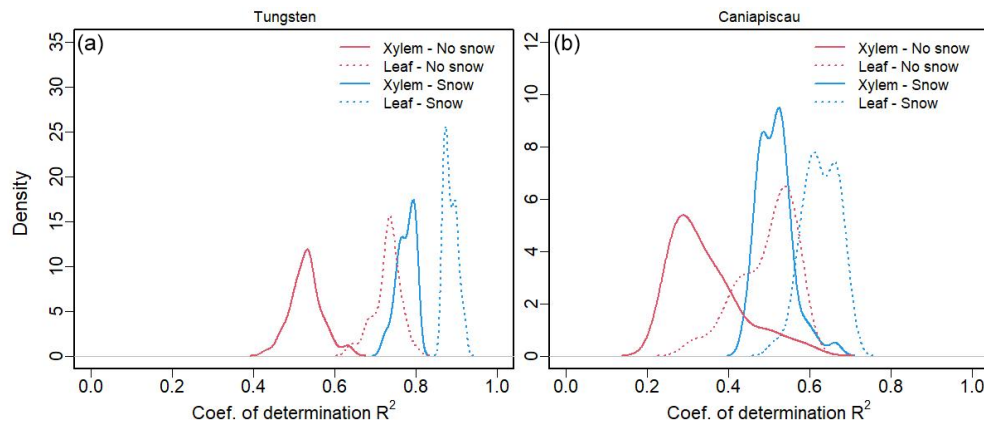 Tungsten
(a)
Xylem - No snow
Leaf - No snow
Xylem - Snow
Leaf - Snow
35
30
25
20
15
10
5
0
Density
0.0 0.2 0.4 0.6 0.8 1.0
Coef. of determination R²
Caniapiscau
(b)
Xylem - No snow
Leaf - No snow
Xylem - Snow
Leaf - Snow
12
10
8
6
4
2
0
0.0 0.2 0.4 0.6 0.8 1.0
Coef. of determination R²